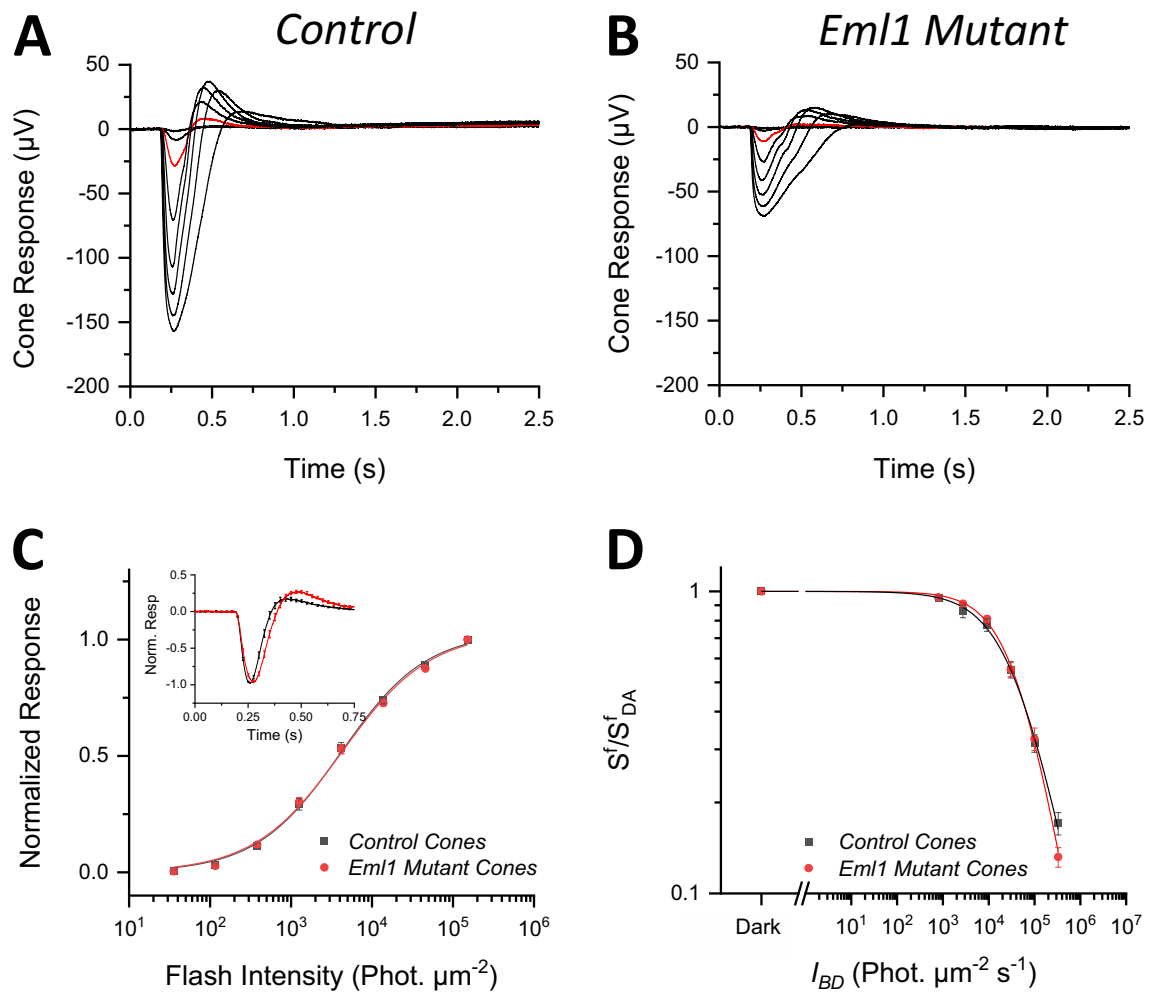 A
Control
B
Eml1 Mutant
Cone Response (µV)
50
0
-50
-100
-150
-200
0.0 0.5 1.0 1.5 2.0 2.5
Time (s)
Cone Response (µV)
50
0
-50
-100
-150
-200
0.0 0.5 1.0 1.5 2.0 2.5
Time (s)
C
Normalized Response
1.0
0.5
0.0
Norm. Resp
0.5
0.0
-0.5
-1.0
0.00 0.25 0.50 0.75
Time (s)
Control Cones
Eml1 Mutant Cones
10¹ 10² 10³ 10⁴ 10⁵ 10⁶
Flash Intensity (Phot. µm⁻²)
D
Sᶠ/Sᶠ_DA
1
0.1
Control Cones
Eml1 Mutant Cones
Dark 10¹ 10² 10³ 10⁴ 10⁵ 10⁶ 10⁷
I_BD (Phot. µm⁻² s⁻¹)